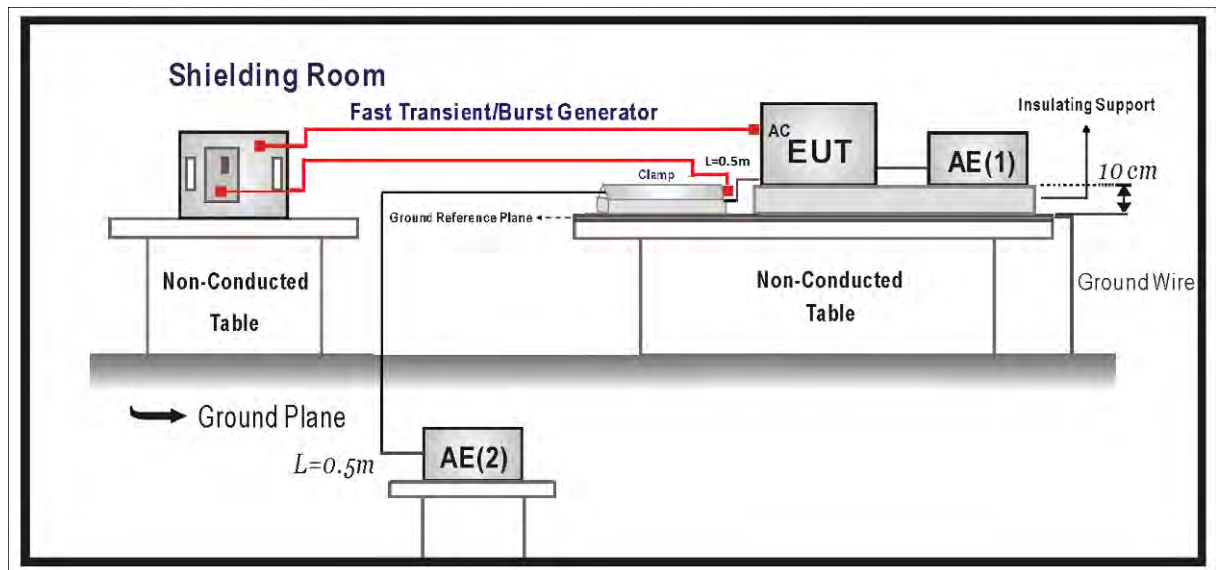 Shielding Room
Fast Transient/Burst Generator
Insulating Support
AC
EUT
AE(1)
10 cm
L=0.5m
Clamp
Ground Reference Plane
Non-Conducted
Table
Non-Conducted
Table
Ground Wire
Ground Plane
L=0.5m
AE(2)